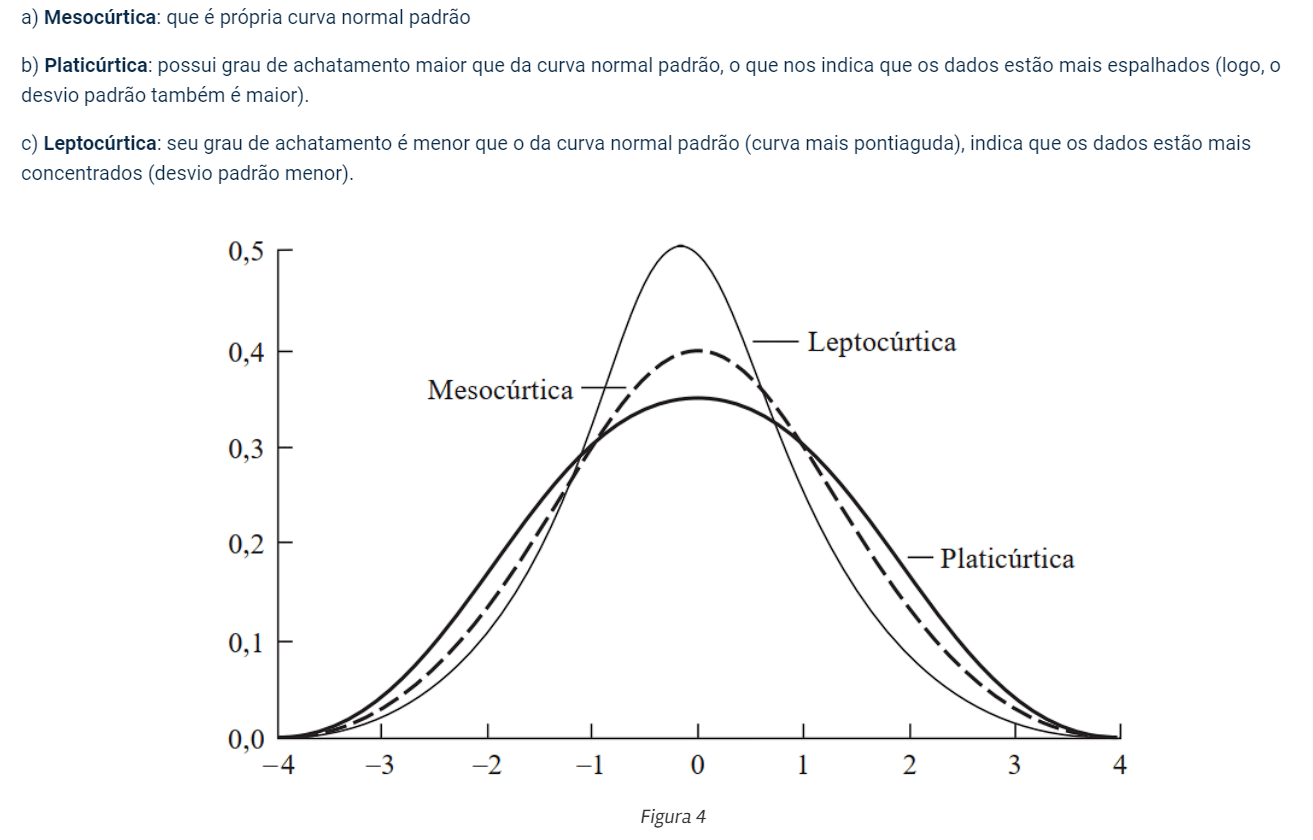 a) Mesocúrtica: que é própria curva normal padrão
b) Platicúrtica: possui grau de achatamento maior que da curva normal padrão, o que nos indica que os dados estão mais espalhados (logo, o
desvio padrão também é maior).
c) Leptocúrtica: seu grau de achatamento é menor que o da curva normal padrão (curva mais pontiaguda), indica que os dados estão mais
concentrados (desvio padrão menor).
0,5
Leptocúrtica
0,4
Mesocúrtica
0,3
0,2
Platicúrtica
0,1
0,0
−4 −3 −2 −1 0 1 2 3 4
Figura 4